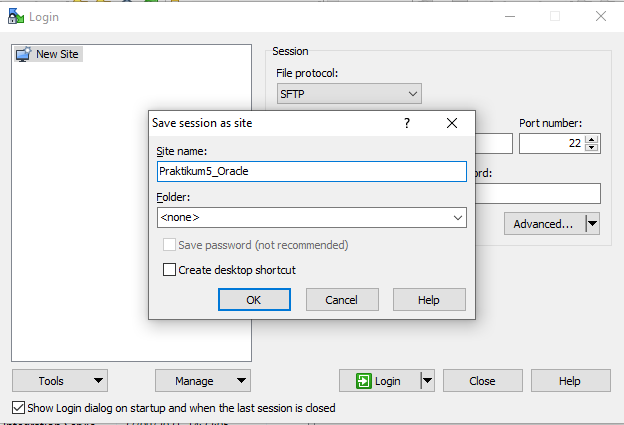 Login
New Site
Session
File protocol:
SFTP
Save session as site
?
Site name:
Praktikum5_Oracle
Folder:
<none>
Save password (not recommended)
Create desktop shortcut
OK
Cancel
Help
Port number:
22
ord:
Advanced...
Tools
Manage
Login
Close
Help
Show Login dialog on startup and when the last session is closed